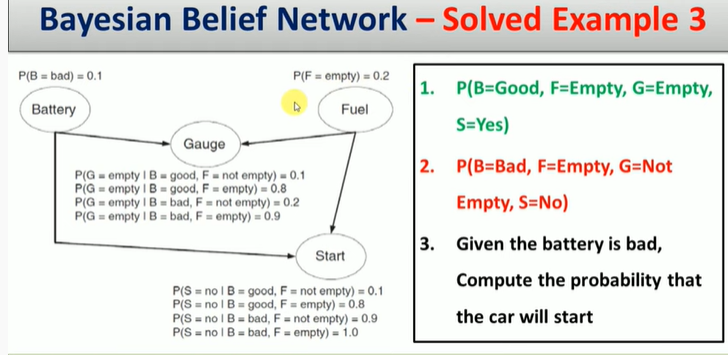 Bayesian Belief Network – Solved Example 3
P(B = bad) = 0.1
P(F = empty) = 0.2
Battery
Fuel
Gauge
P(G = empty | B = good, F = not empty) = 0.1
P(G = empty | B = good, F = empty) = 0.8
P(G = empty | B = bad, F = not empty) = 0.2
P(G = empty | B = bad, F = empty) = 0.9
Start
P(S = no | B = good, F = not empty) = 0.1
P(S = no | B = good, F = empty) = 0.8
P(S = no | B = bad, F = not empty) = 0.9
P(S = no | B = bad, F = empty) = 1.0
1. P(B=Good, F=Empty, G=Empty,
S=Yes)
2. P(B=Bad, F=Empty, G=Not
Empty, S=No)
3. Given the battery is bad,
Compute the probability that
the car will start